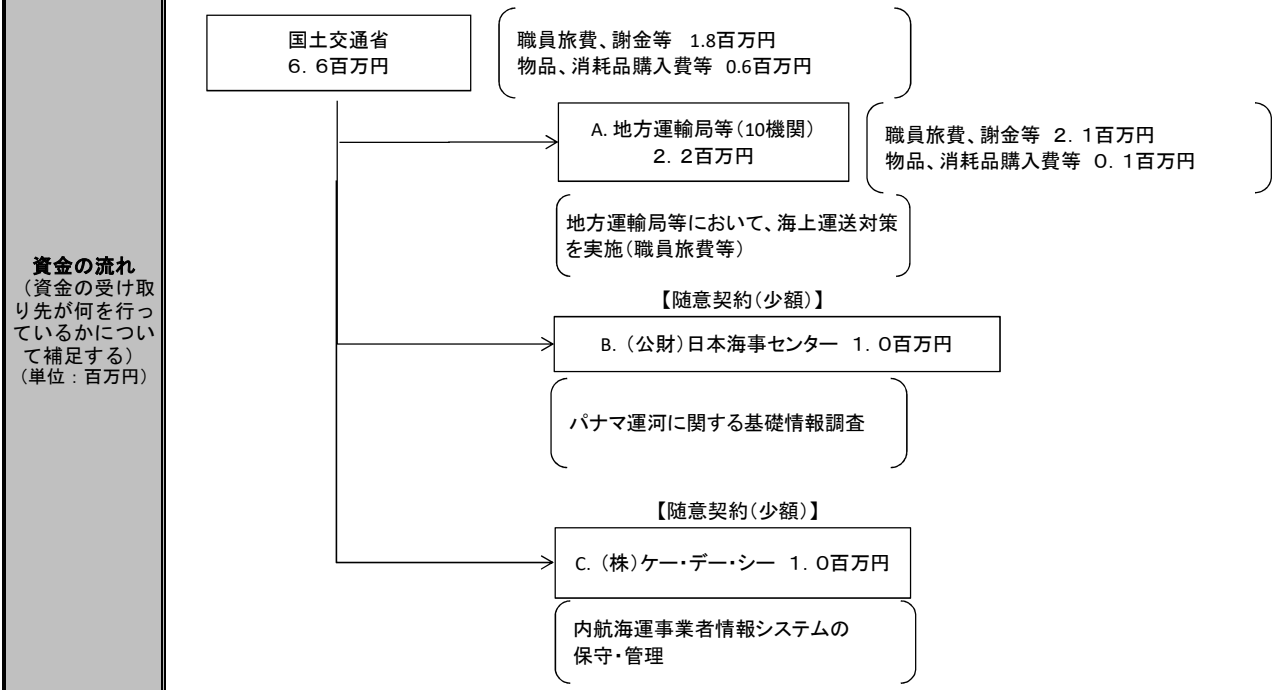 資金の流れ
（資金の受け取
り先が何を行っ
ているかについ
て補足する）
（単位：百万円）
国土交通省
６．６百万円
職員旅費、謝金等　1.8百万円
物品、消耗品購入費等　0.6百万円
A. 地方運輸局等（10機関）
２．２百万円
職員旅費、謝金等　２．１百万円
物品、消耗品購入費等　０．１百万円
地方運輸局等において、海上運送対策
を実施（職員旅費等）
【随意契約（少額）】
B. （公財）日本海事センター　１．０百万円
パナマ運河に関する基礎情報調査
【随意契約（少額）】
C. （株）ケー・デー・シー　１．０百万円
内航海運事業者情報システムの
保守・管理